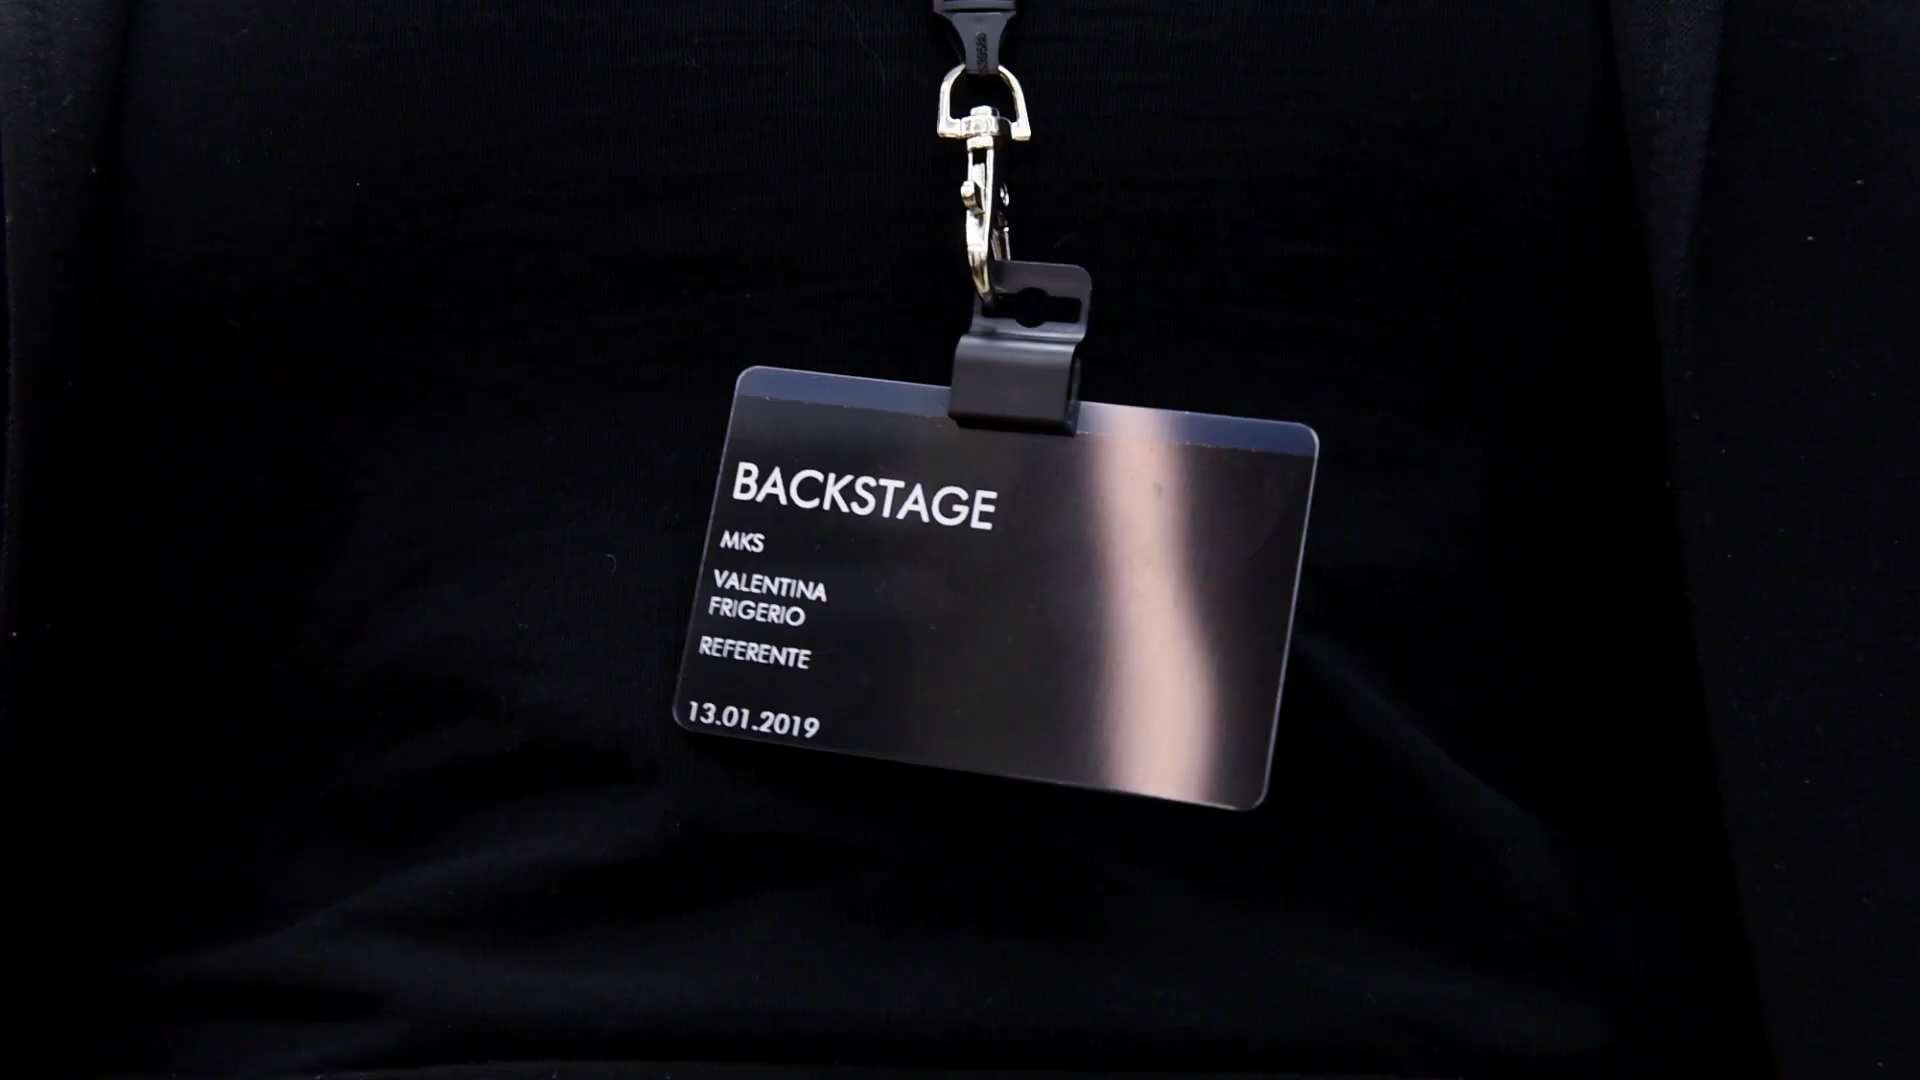 BACKSTAGE
MKS
VALENTINA
FRIGERIO
REFERENTE
13.01.2019